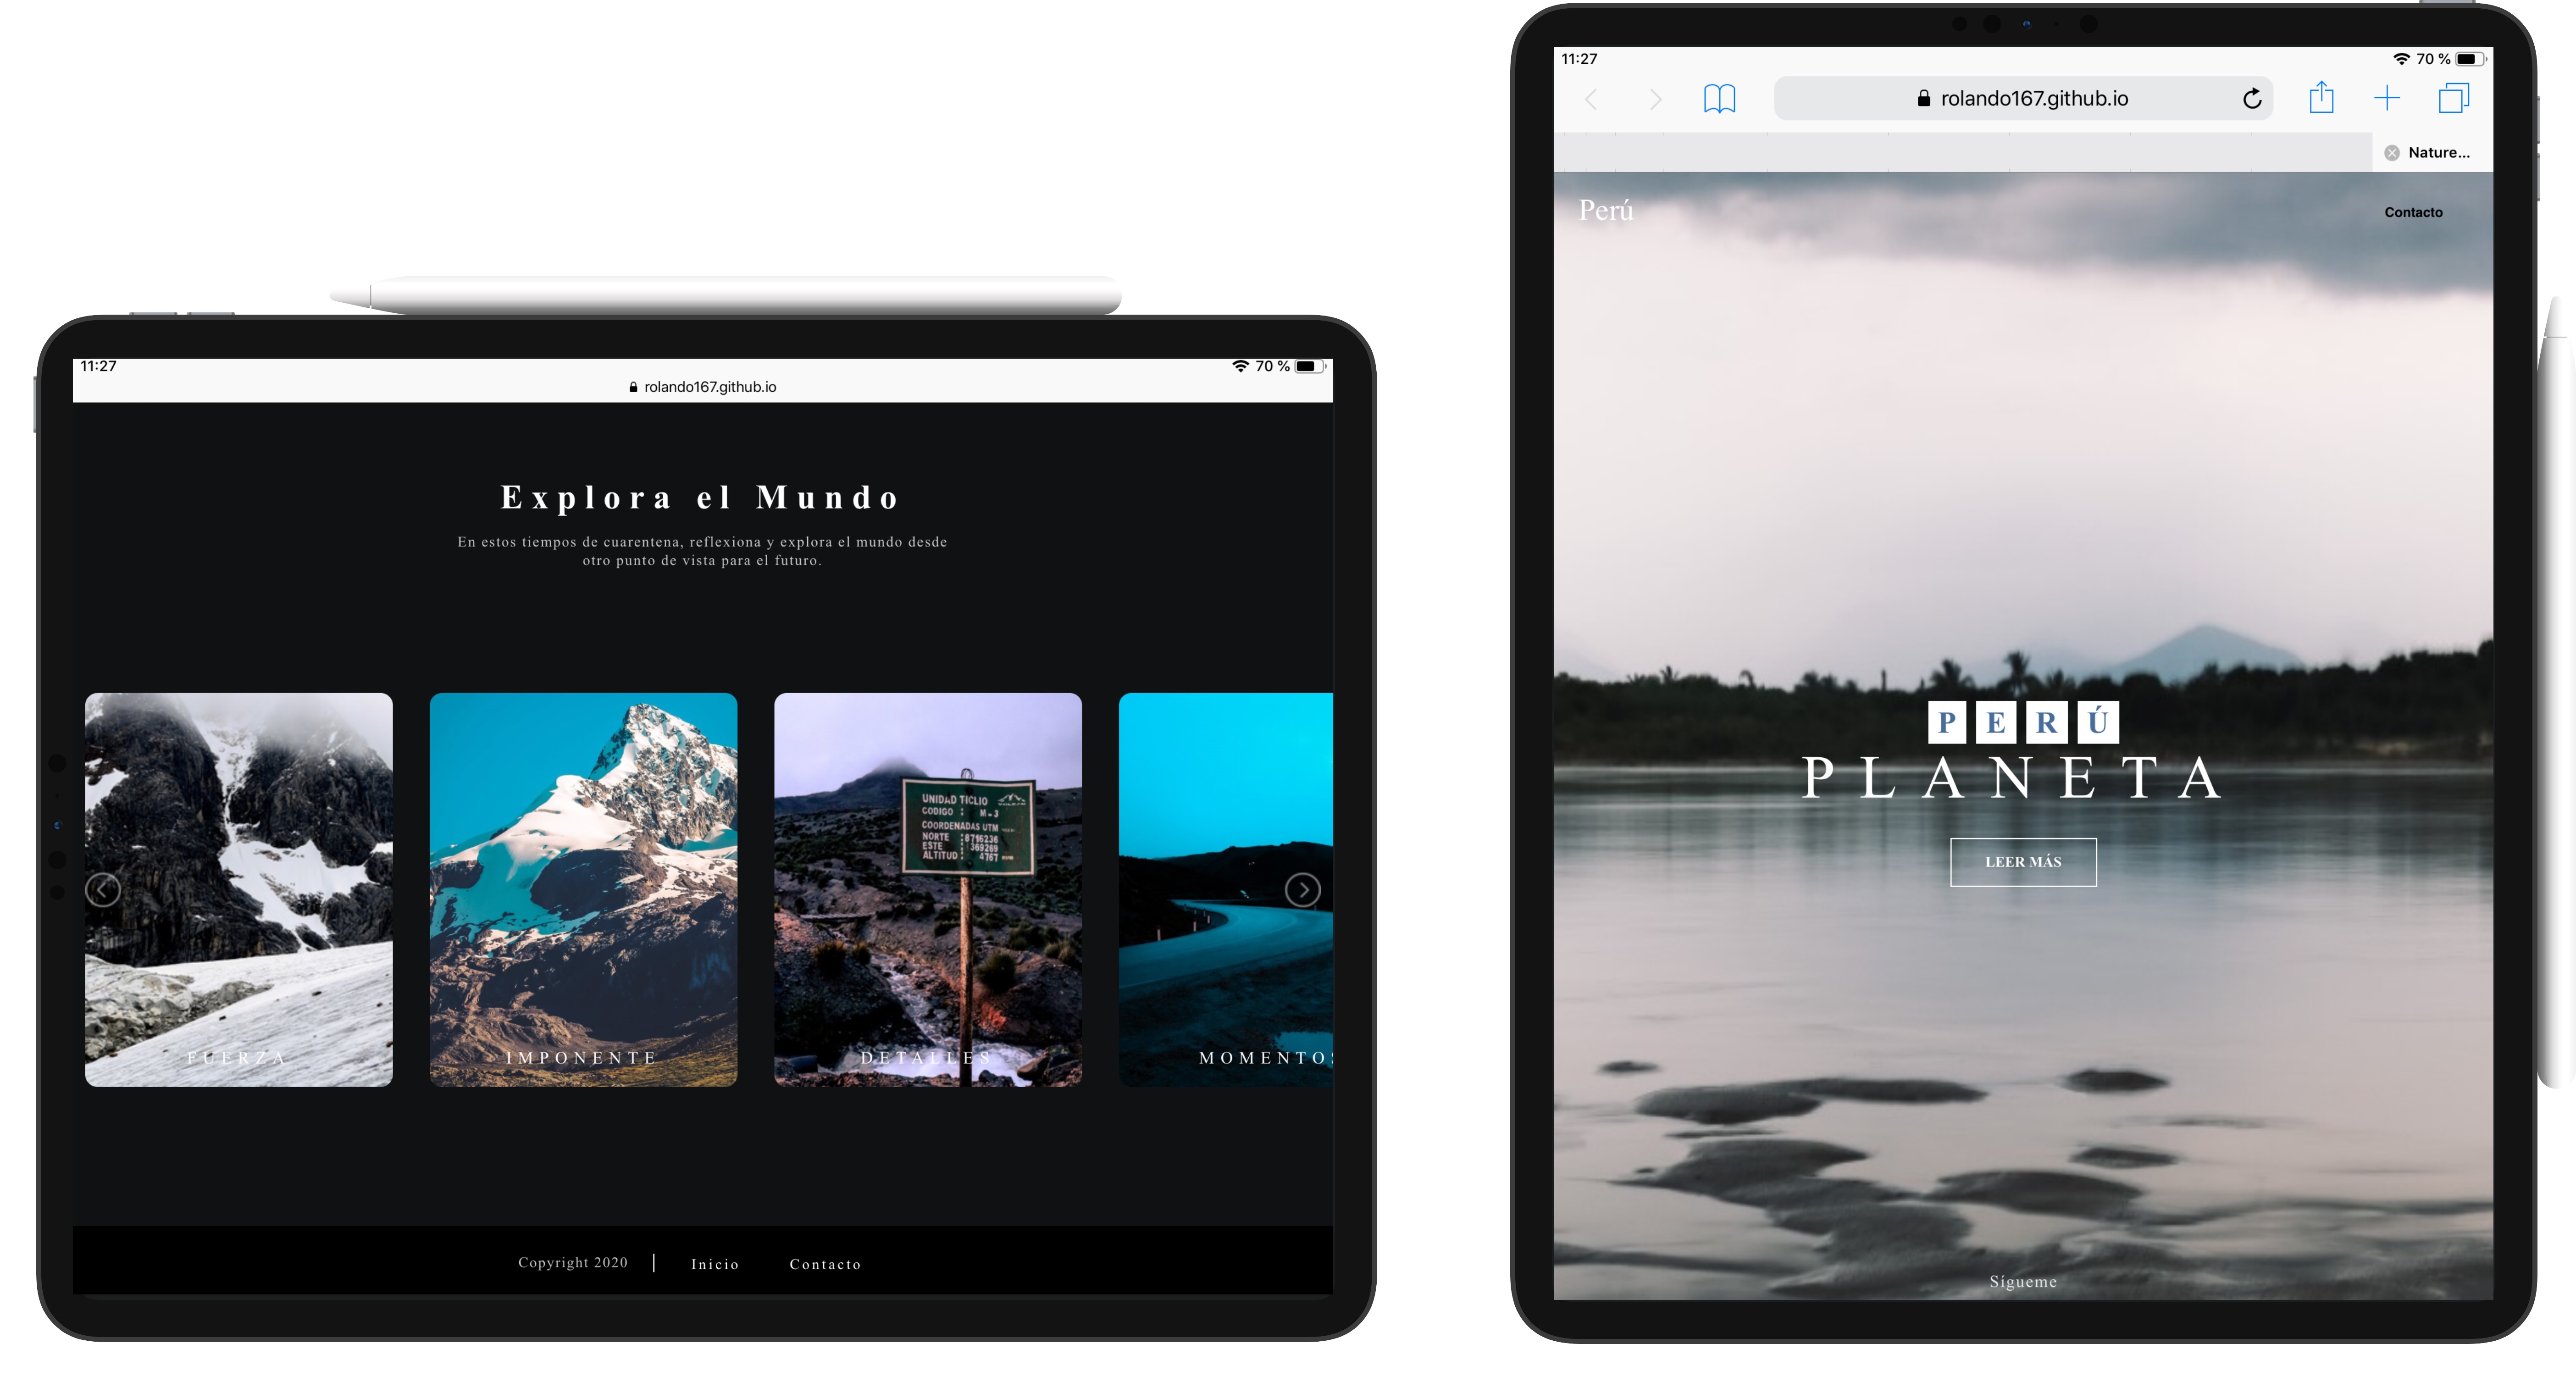 11:27
70 %
rolando167.github.io
Explora el Mundo
En estos tiempos de cuarentena, reflexiona y explora el mundo desde
otro punto de vista para el futuro.
FUERZA
IMPONENTE
UNIDAD TICLIO
CODIGO : M-3
COORDENADAS UTM
NORTE : 8716236
ESTE : 369289
ALTITUD : 4767
DETALLES
MOMENTOS
Copyright 2020 | Inicio Contacto
11:27
70 %
rolando167.github.io
Nature...
Perú
Contacto
PERÚ
PLANETA
LEER MÁS
Sígueme